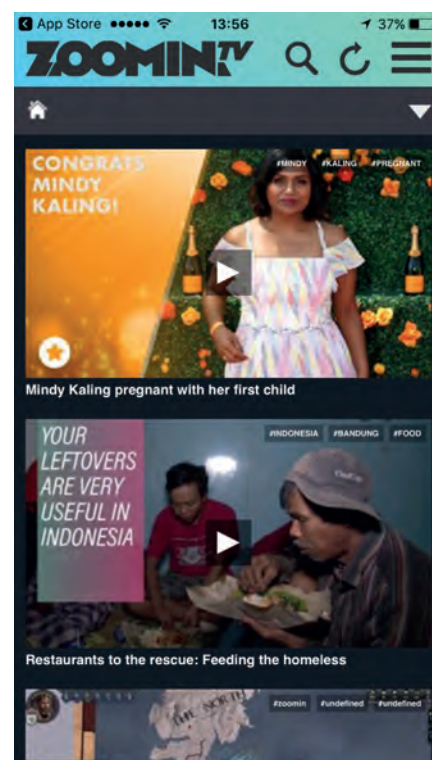 App Store
13:56
37%
ZOOMIN.TV
CONGRATS
MINDY
KALING!
#MINDY #KALING #PREGNANT
Mindy Kaling pregnant with her first child
YOUR
LEFTOVERS
ARE VERY
USEFUL IN
INDONESIA
#INDONESIA #BANDUNG #FOOD
Restaurants to the rescue: Feeding the homeless
#zoomin #undefined #undefined
THE NORTH